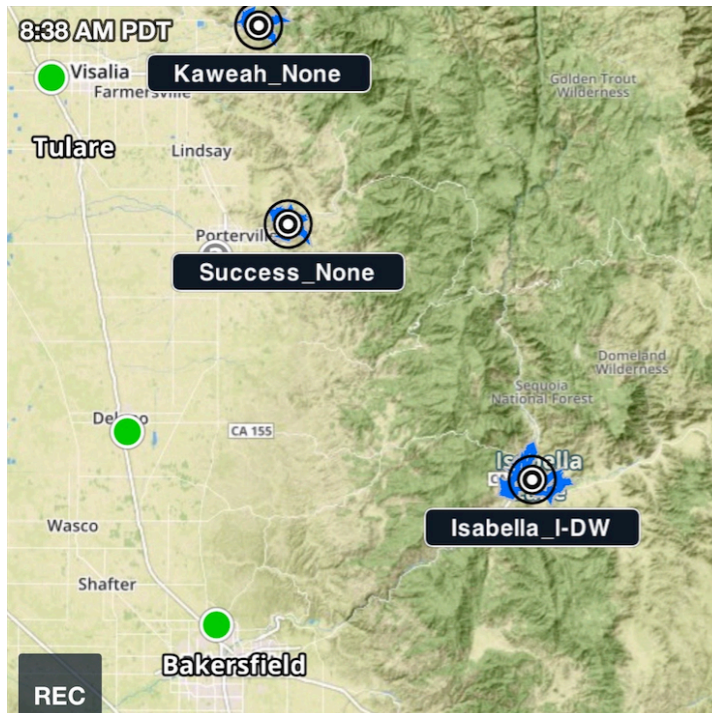 8:38 AM PDT
Visalia
Kaweah_None
Farmersville
Golden Trout
Wilderness
Tulare
Lindsay
Porterville
Success_None
Domeland
Wilderness
Sequoia
National Forest
Delano
CA 155
Isabella
Isabella_I-DW
Wasco
Shafter
Bakersfield
REC